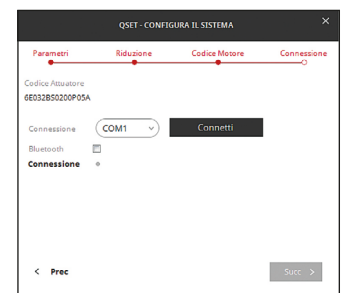 QSET - CONFIGURA IL SISTEMA
Parametri Riduzione Codice Motore Connessione
Codice Attuatore
6E032BS0200P05A
Connessione COM1 Connetti
Bluetooth
Connessione
< Prec Succ >